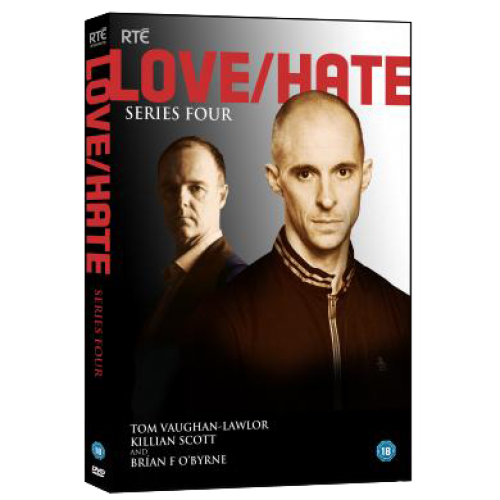 RTÉ
LOVE/HATE
SERIES FOUR
TOM VAUGHAN-LAWLOR
KILLIAN SCOTT
AND
BRÍAN F O'BYRNE
18
RTÉ
LOVE/HATE
SERIES FOUR
18
DVD